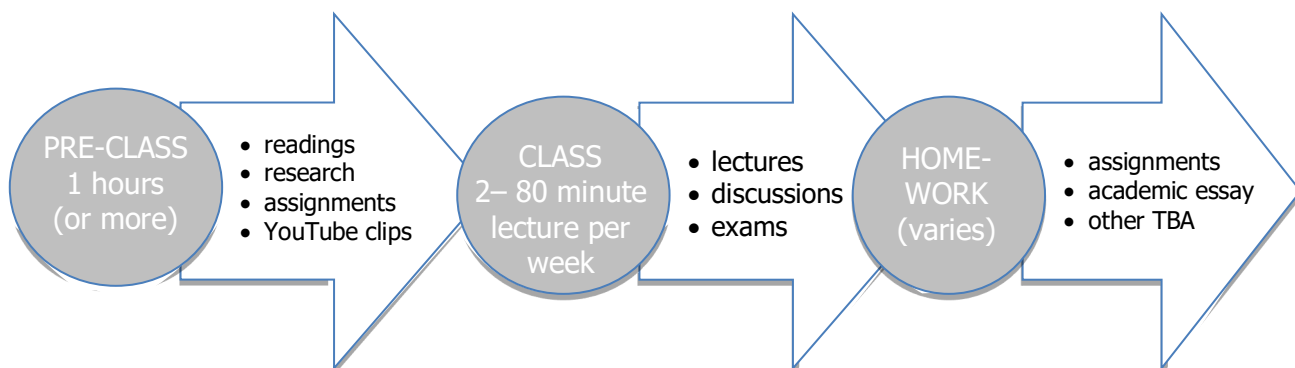 PRE-CLASS
1 hours
(or more)
• readings
• research
• assignments
• YouTube clips
CLASS
2– 80 minute
lecture per
week
• lectures
• discussions
• exams
HOME-
WORK
(varies)
• assignments
• academic essay
• other TBA